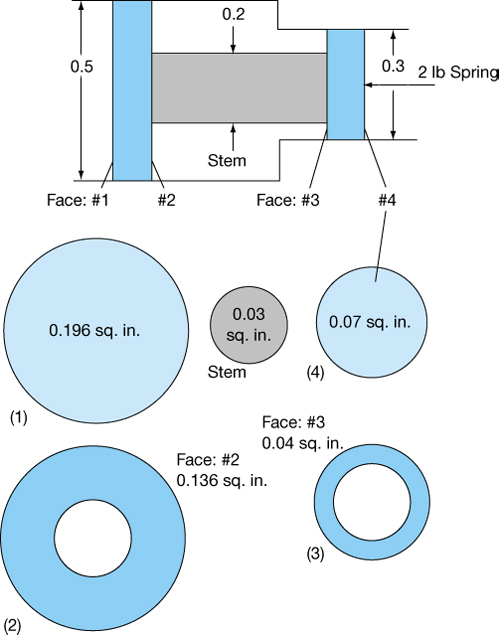 0.2
0.5
0.3
2 lb Spring
Stem
Face: #1
#2
Face: #3
#4
0.196 sq. in.
0.03
sq. in.
0.07 sq. in.
Stem
(4)
(1)
Face: #3
0.04 sq. in.
Face: #2
0.136 sq. in.
(3)
(2)